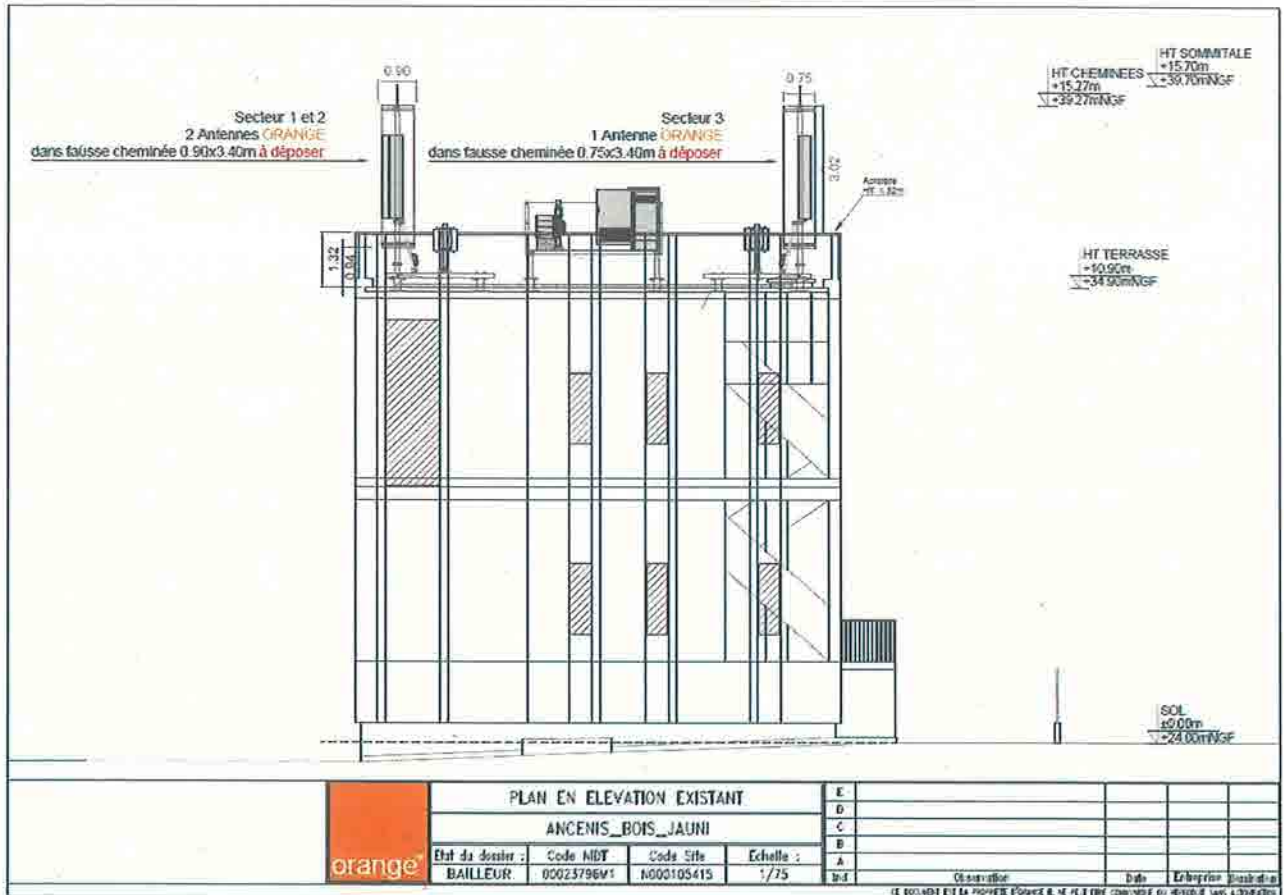 0.90
0.75
HT SOMMITALE
+15.70m
+39.70mNGF
HT CHEMINEES
+15.27m
+39.27mNGF
Secteur 1 et 2
2 Antennes ORANGE
dans fausse cheminée 0.90x3.40m à déposer
Secteur 3
1 Antenne ORANGE
dans fausse cheminée 0.75x3.40m à déposer
3.02
1.32
0.94
HT TERRASSE
+10.90m
+34.90mNGF
SOL
±0.00m
+24.00mNGF
orange
PLAN EN ELEVATION EXISTANT
ANCENIS_BOIS_JAUNI
Etat du dossier :
BAILLEUR
Code NIDT
00023796W1
Code Site
N000105415
Echelle :
1/75
E
D
C
B
A
Ind
Observation
Date
Entreprise